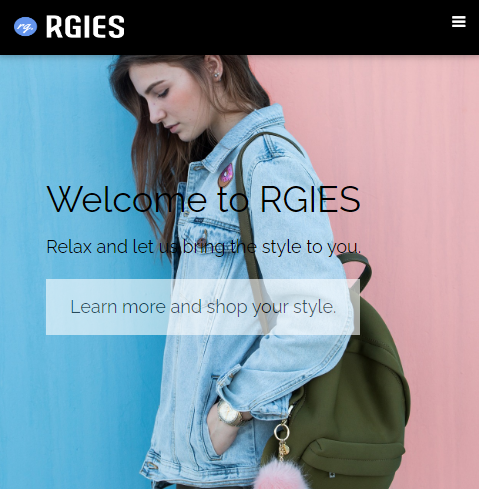 rg. RGIES
Welcome to RGIES
Relax and let us bring the style to you.
Learn more and shop your style.